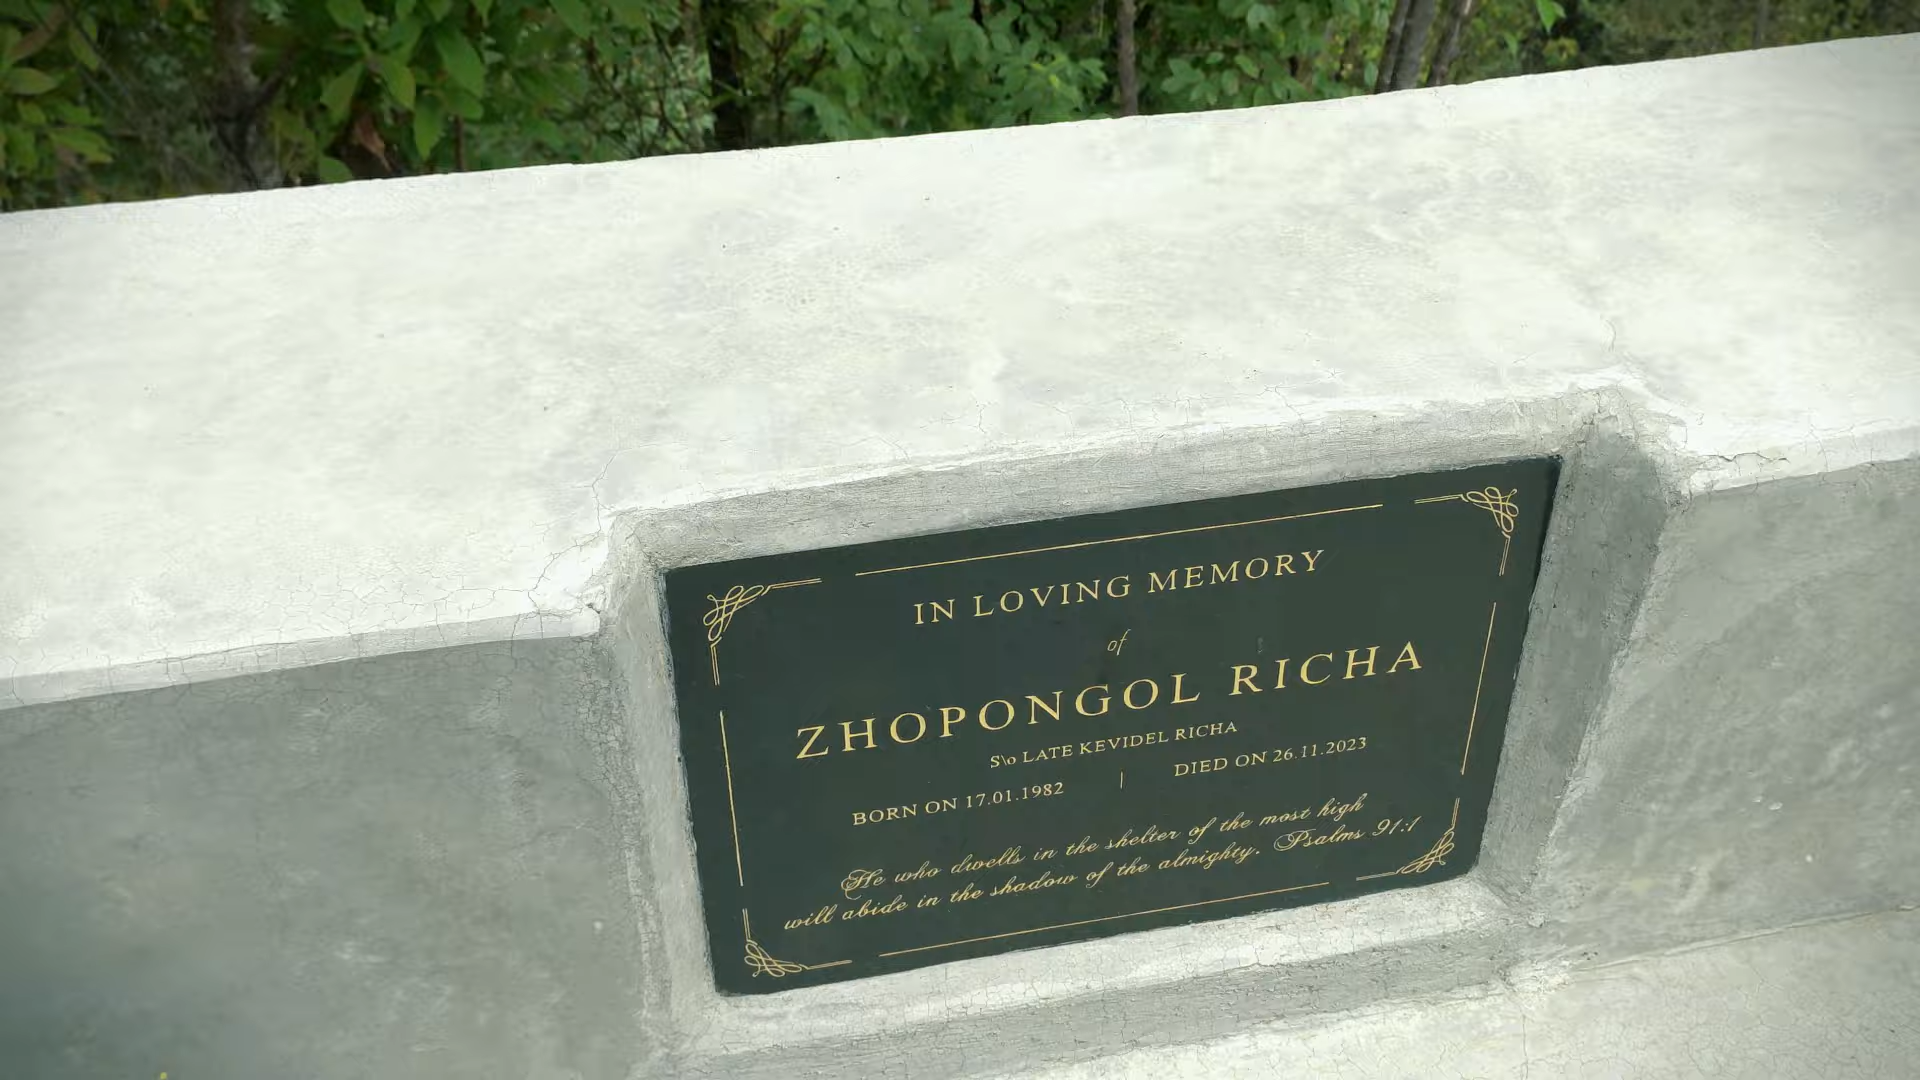 IN LOVING MEMORY
of
ZHOPONGOL RICHA
S\o LATE KEVIDEL RICHA
BORN ON 17.01.1982 | DIED ON 26.11.2023
He who dwells in the shelter of the most high
will abide in the shadow of the almighty. Psalms 91:1